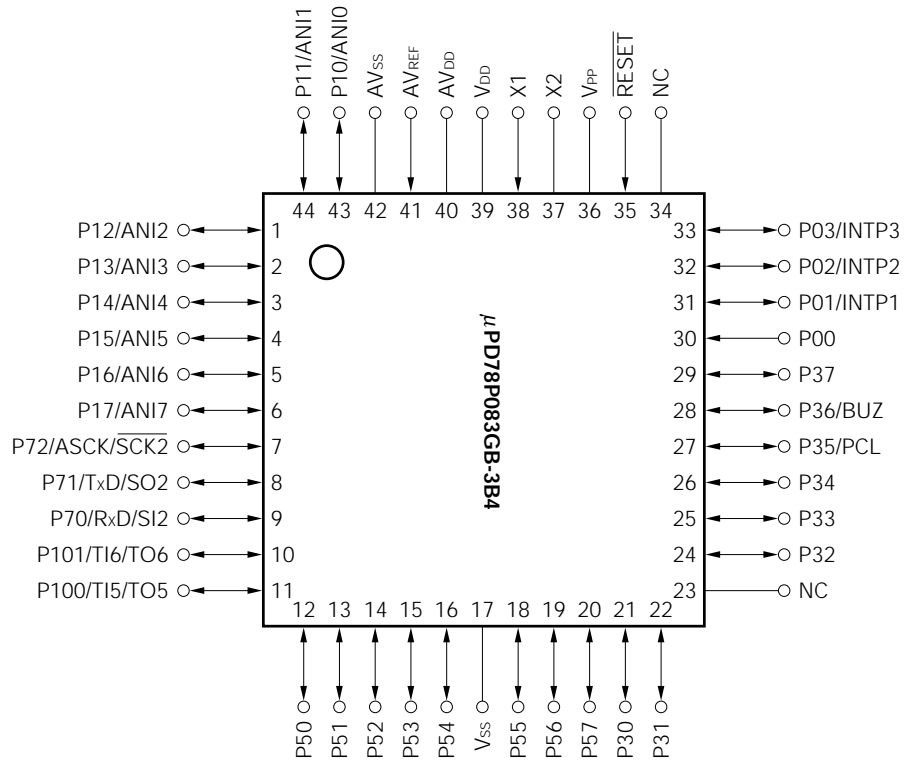 P11/ANI1
P10/ANI0
AVSS
AVREF
AVDD
VDD
X1
X2
VPP
RESET
NC
44 43 42 41 40 39 38 37 36 35 34
P12/ANI2 1
P13/ANI3 2
P14/ANI4 3
P15/ANI5 4
P16/ANI6 5
P17/ANI7 6
P72/ASCK/SCK2 7
P71/TxD/SO2 8
P70/RxD/SI2 9
P101/TI6/TO6 10
P100/TI5/TO5 11
µPD78P083GB-3B4
33 P03/INTP3
32 P02/INTP2
31 P01/INTP1
30 P00
29 P37
28 P36/BUZ
27 P35/PCL
26 P34
25 P33
24 P32
23 NC
12 13 14 15 16 17 18 19 20 21 22
P50
P51
P52
P53
P54
VSS
P55
P56
P57
P30
P31